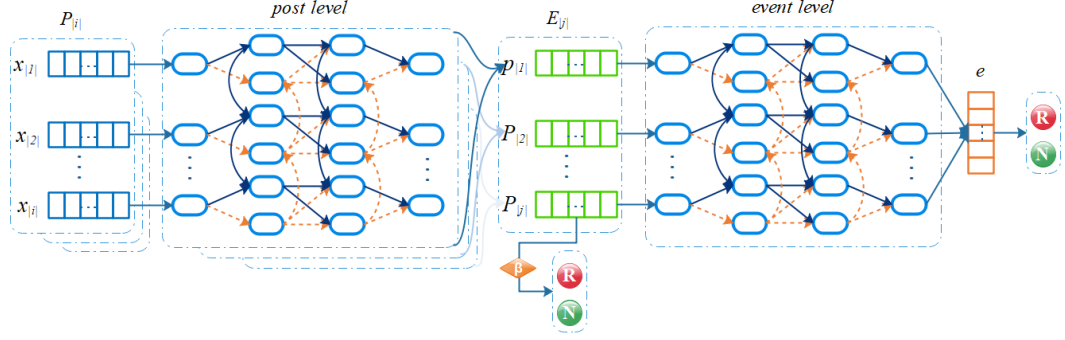 P|i|
post level
E|j|
event level
x|1|
p|1|
e
R
x|2|
P|2|
N
x|i|
P|j|
β
R
N